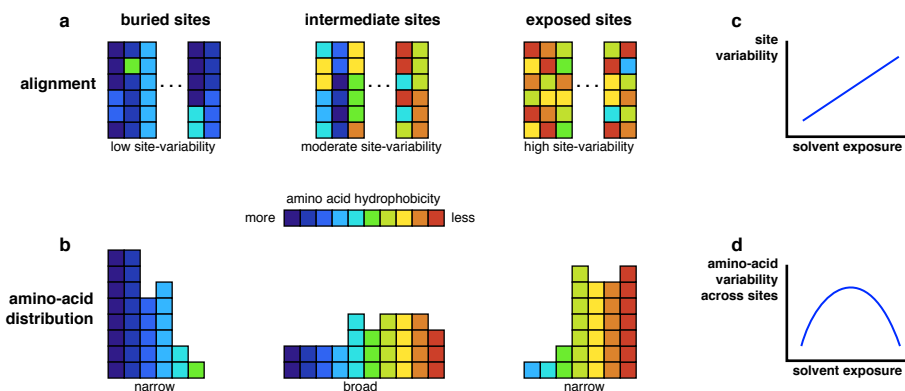 a
buried sites
intermediate sites
exposed sites
alignment
...
...
...
low site-variability
moderate site-variability
high site-variability
c
site
variability
solvent exposure
amino acid hydrophobicity
more
less
b
amino-acid
distribution
narrow
broad
narrow
d
amino-acid
variability
across sites
solvent exposure